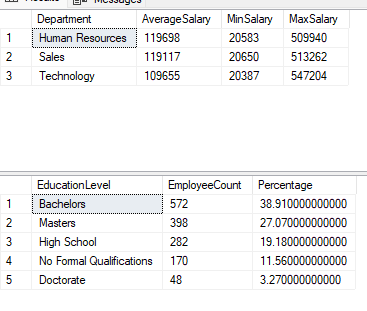 Messages
Department AverageSalary MinSalary MaxSalary
1 Human Resources 119698 20583 509940
2 Sales 119117 20650 513262
3 Technology 109655 20387 547204
EducationLevel EmployeeCount Percentage
1 Bachelors 572 38.910000000000
2 Masters 398 27.070000000000
3 High School 282 19.180000000000
4 No Formal Qualifications 170 11.560000000000
5 Doctorate 48 3.270000000000